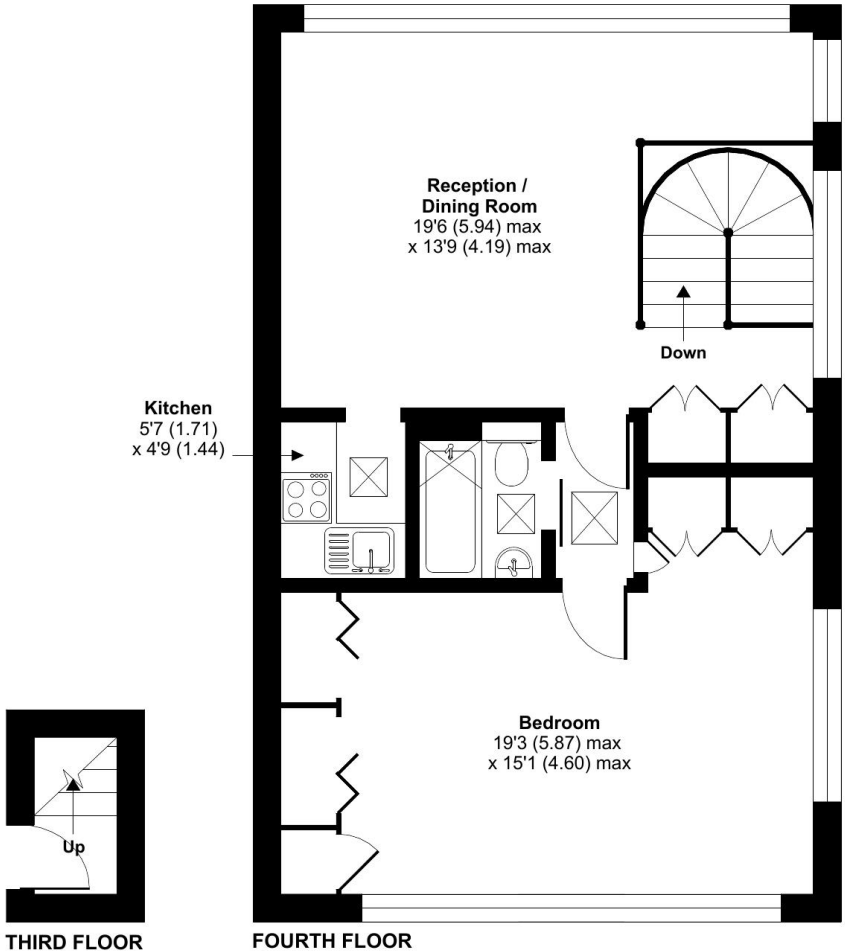 Reception /
Dining Room
19'6 (5.94) max
x 13'9 (4.19) max
Down
Kitchen
5'7 (1.71)
x 4'9 (1.44)
Bedroom
19'3 (5.87) max
x 15'1 (4.60) max
Up
THIRD FLOOR
FOURTH FLOOR